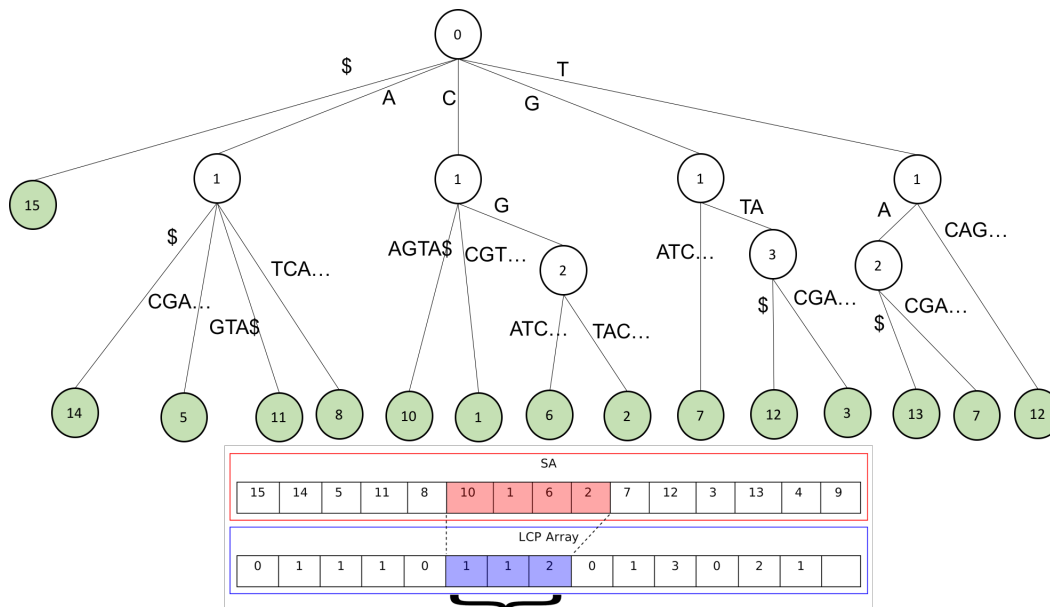 0
$ T
A C G
1 1 1 1
15
G TA A
$ AGTA$ CGT... ATC... CAG...
TCA... 2 3 2
CGA... $ CGA... CGA...
GTA$ ATC... TAC... $
14 5 11 8 10 1 6 2 7 12 3 13 7 12
SA
15 14 5 11 8 10 1 6 2 7 12 3 13 4 9
LCP Array
0 1 1 1 0 1 1 2 0 1 3 0 2 1